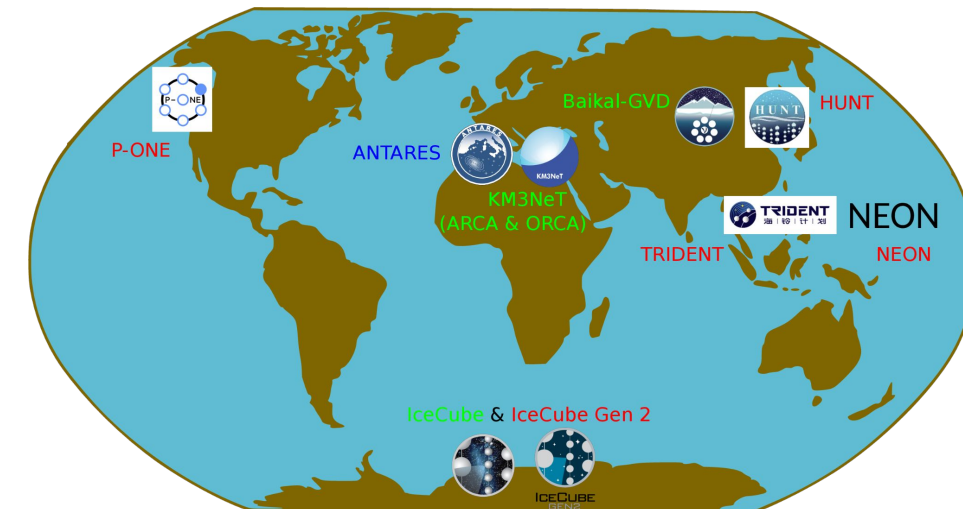 P-ONE
P-ONE
ANTARES
ANTARES
KM3NeT
KM3NeT
(ARCA & ORCA)
Baikal-GVD
HUNT
HUNT
TRIDENT
海|铃|计|划
NEON
TRIDENT
NEON
IceCube & IceCube Gen 2
ICECUBE
GEN2